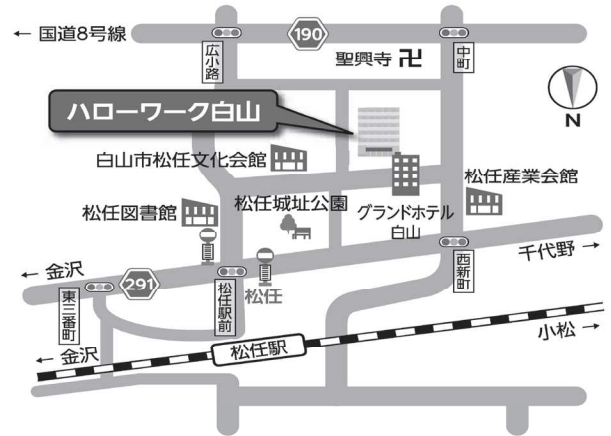 ← 国道8号線
190
広小路
聖興寺 卍
中町
ハローワーク白山
N
白山市松任文化会館
松任産業会館
松任図書館
松任城址公園
グランドホテル
白山
← 金沢
291
東三番町
松任駅前
松任
西新町
千代野 →
← 金沢
松任駅
小松 →